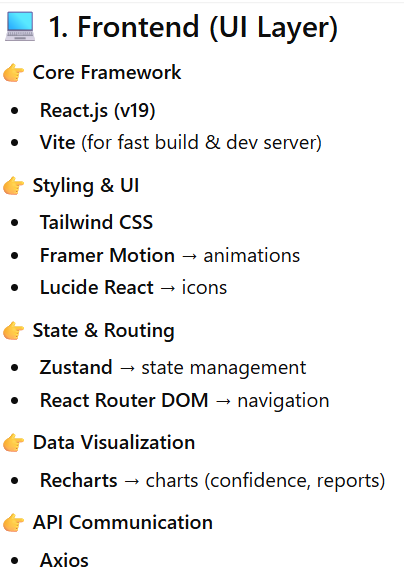 💻 1. Frontend (UI Layer)
👉 Core Framework
• React.js (v19)
• Vite (for fast build & dev server)
👉 Styling & UI
• Tailwind CSS
• Framer Motion → animations
• Lucide React → icons
👉 State & Routing
• Zustand → state management
• React Router DOM → navigation
👉 Data Visualization
• Recharts → charts (confidence, reports)
👉 API Communication
• Axios